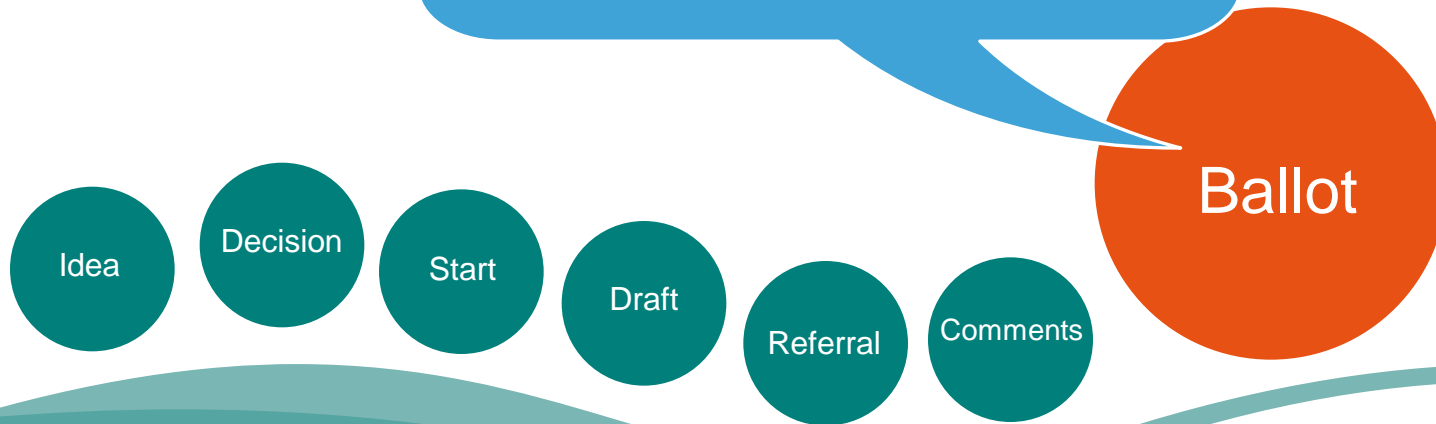 Idea
Decision
Start
Draft
Referral
Comments
Ballot